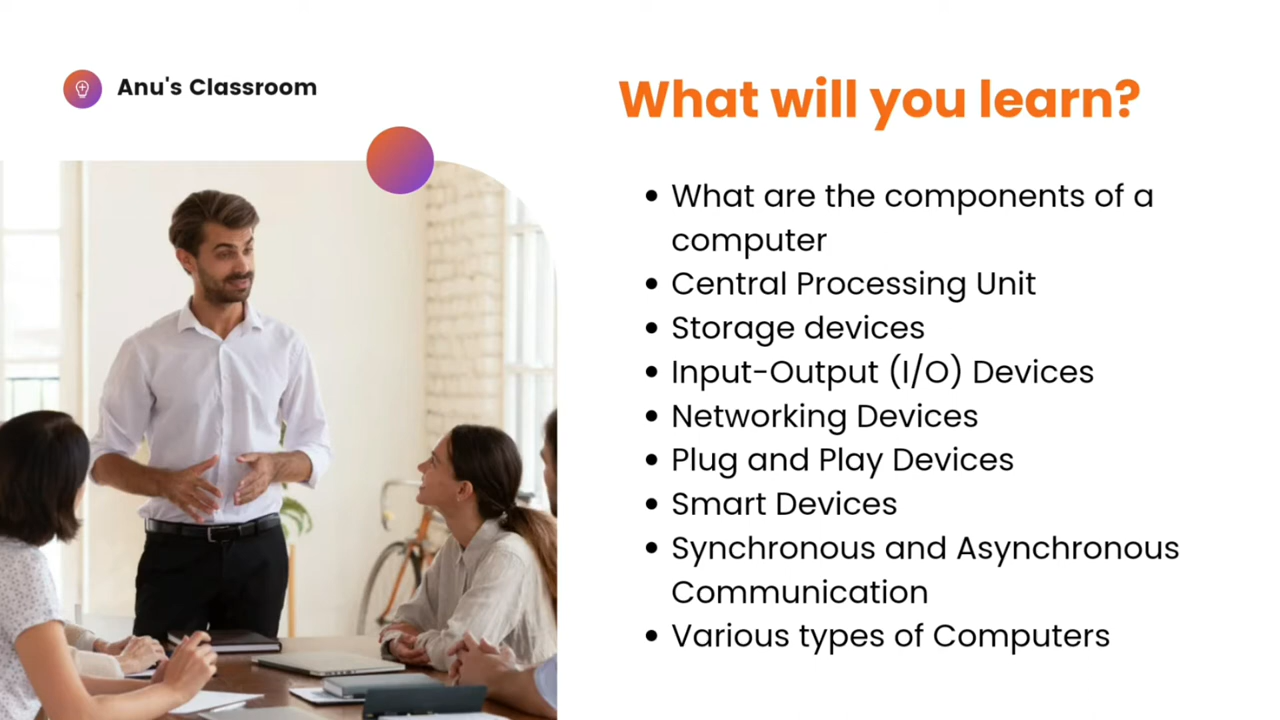 Anu's Classroom
What will you learn?
• What are the components of a
computer
• Central Processing Unit
• Storage devices
• Input-Output (I/O) Devices
• Networking Devices
• Plug and Play Devices
• Smart Devices
• Synchronous and Asynchronous
Communication
• Various types of Computers